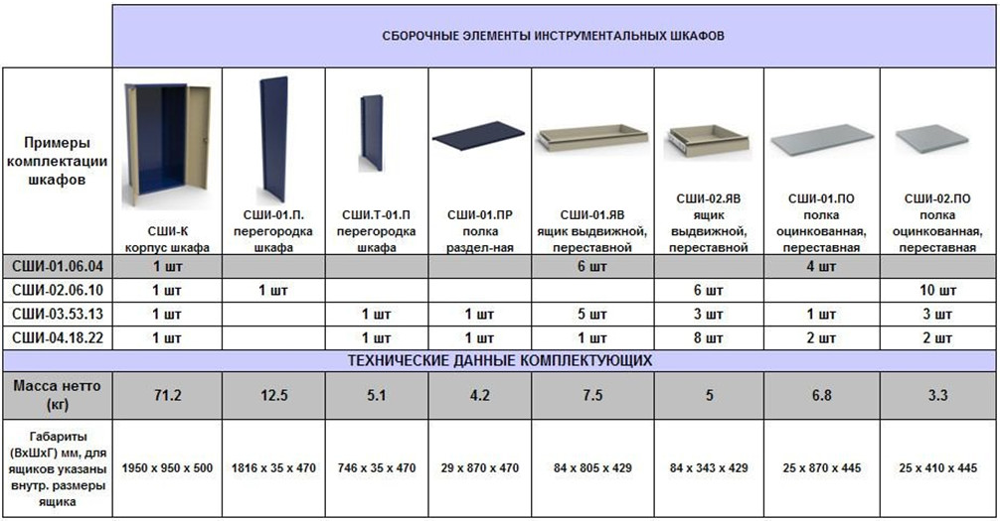 СБОРОЧНЫЕ ЭЛЕМЕНТЫ ИНСТРУМЕНТАЛЬНЫХ ШКАФОВ
Примеры
комплектации
шкафов
СШИ-К
корпус шкафа
СШИ-01.П.
перегородка
шкафа
СШИ.Т-01.П
перегородка
шкафа
СШИ-01.ПР
полка
раздел-ная
СШИ-01.ЯВ
ящик выдвижной,
переставной
СШИ-02.ЯВ
ящик
выдвижной,
переставной
СШИ-01.ПО
полка
оцинкованная,
переставная
СШИ-02.ПО
полка
оцинкованная,
переставная
СШИ-01.06.04 1 шт 6 шт 4 шт
СШИ-02.06.10 1 шт 1 шт 6 шт 10 шт
СШИ-03.53.13 1 шт 1 шт 1 шт 5 шт 3 шт 1 шт 3 шт
СШИ-04.18.22 1 шт 1 шт 1 шт 1 шт 8 шт 2 шт 2 шт
ТЕХНИЧЕСКИЕ ДАННЫЕ КОМПЛЕКТУЮЩИХ
Масса нетто
(кг)
71.2 12.5 5.1 4.2 7.5 5 6.8 3.3
Габариты
(ВхШхГ) мм, для
ящиков указаны
внутр. размеры
ящика
1950 х 950 х 500 1816 х 35 х 470 746 х 35 х 470 29 х 870 х 470 84 х 805 х 429 84 х 343 х 429 25 х 870 х 445 25 х 410 х 445